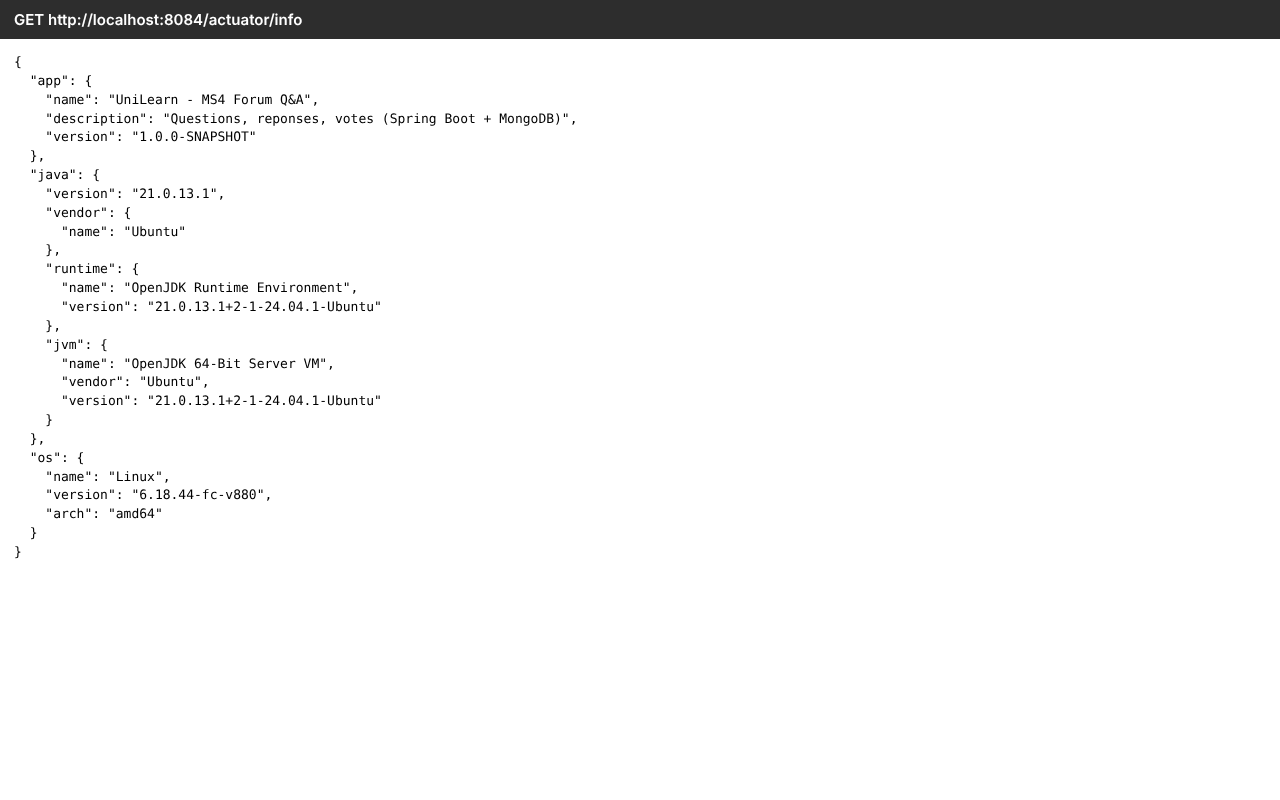 GET http://localhost:8084/actuator/info
{
  "app": {
    "name": "UniLearn - MS4 Forum Q&A",
    "description": "Questions, reponses, votes (Spring Boot + MongoDB)",
    "version": "1.0.0-SNAPSHOT"
  },
  "java": {
    "version": "21.0.13.1",
    "vendor": {
      "name": "Ubuntu"
    },
    "runtime": {
      "name": "OpenJDK Runtime Environment",
      "version": "21.0.13.1+2-1-24.04.1-Ubuntu"
    },
    "jvm": {
      "name": "OpenJDK 64-Bit Server VM",
      "vendor": "Ubuntu",
      "version": "21.0.13.1+2-1-24.04.1-Ubuntu"
    }
  },
  "os": {
    "name": "Linux",
    "version": "6.18.44-fc-v880",
    "arch": "amd64"
  }
}